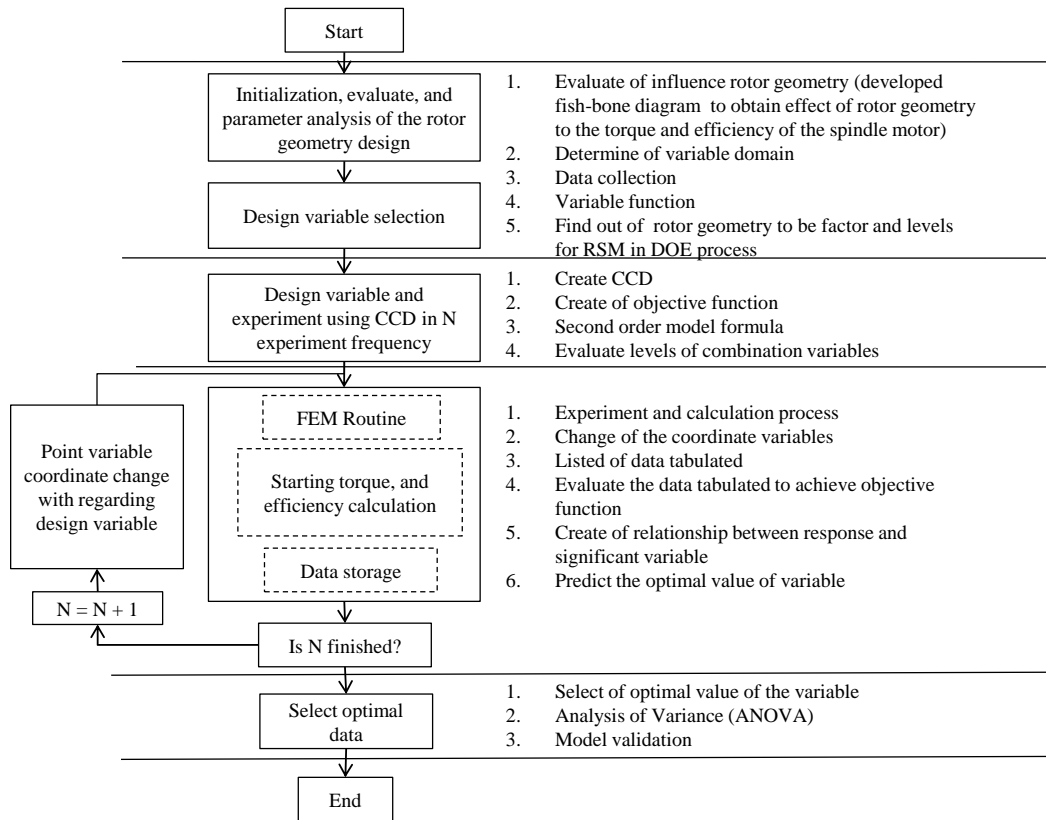 Start
Initialization, evaluate, and
parameter analysis of the rotor
geometry design
Design variable selection
1. Evaluate of influence rotor geometry (developed
fish-bone diagram to obtain effect of rotor geometry
to the torque and efficiency of the spindle motor)
2. Determine of variable domain
3. Data collection
4. Variable function
5. Find out of rotor geometry to be factor and levels
for RSM in DOE process
Design variable and
experiment using CCD in N
experiment frequency
1. Create CCD
2. Create of objective function
3. Second order model formula
4. Evaluate levels of combination variables
Point variable
coordinate change
with regarding
design variable
N = N + 1
FEM Routine
Starting torque, and
efficiency calculation
Data storage
Is N finished?
1. Experiment and calculation process
2. Change of the coordinate variables
3. Listed of data tabulated
4. Evaluate the data tabulated to achieve objective
function
5. Create of relationship between response and
significant variable
6. Predict the optimal value of variable
Select optimal
data
1. Select of optimal value of the variable
2. Analysis of Variance (ANOVA)
3. Model validation
End